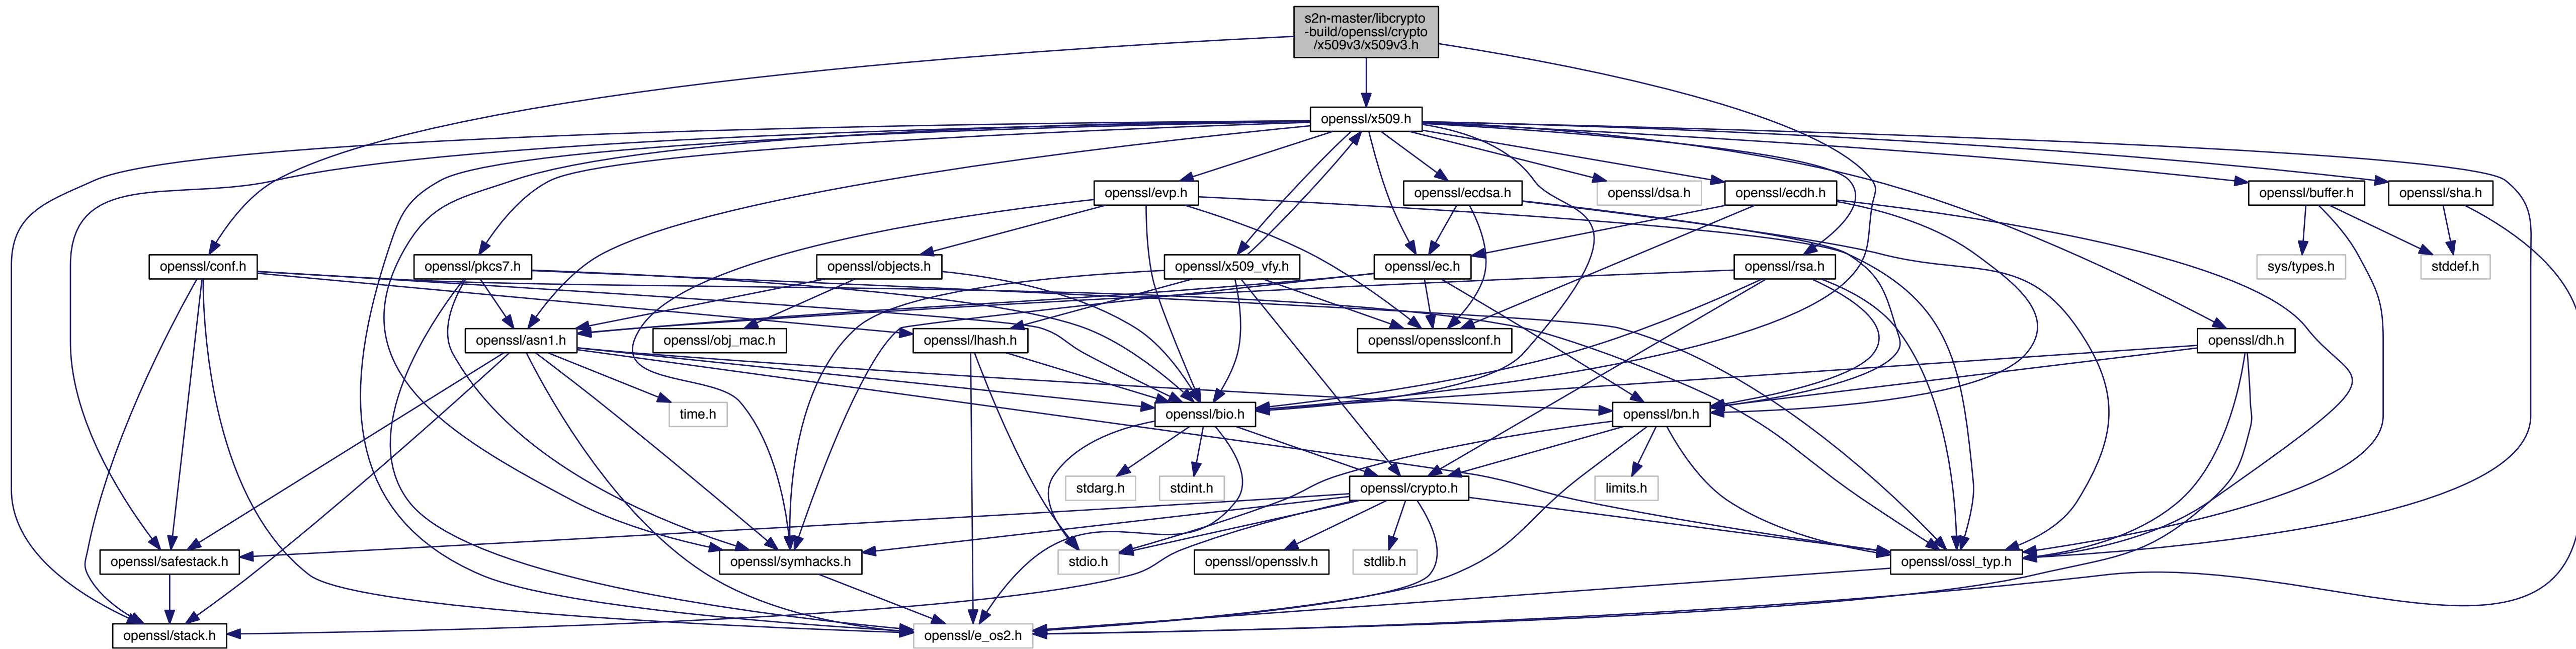 s2n-master/libcrypto
-build/openssl/crypto
/x509v3/x509v3.h
openssl/x509.h
openssl/evp.h
openssl/ecdsa.h
openssl/dsa.h
openssl/ecdh.h
openssl/buffer.h
openssl/sha.h
openssl/conf.h
openssl/pkcs7.h
openssl/objects.h
openssl/x509_vfy.h
openssl/ec.h
openssl/rsa.h
sys/types.h
stddef.h
openssl/asn1.h
openssl/obj_mac.h
openssl/lhash.h
openssl/opensslconf.h
openssl/dh.h
time.h
openssl/bio.h
openssl/bn.h
stdarg.h
stdint.h
openssl/crypto.h
limits.h
openssl/safestack.h
openssl/symhacks.h
stdio.h
openssl/opensslv.h
stdlib.h
openssl/ossl_typ.h
openssl/stack.h
openssl/e_os2.h